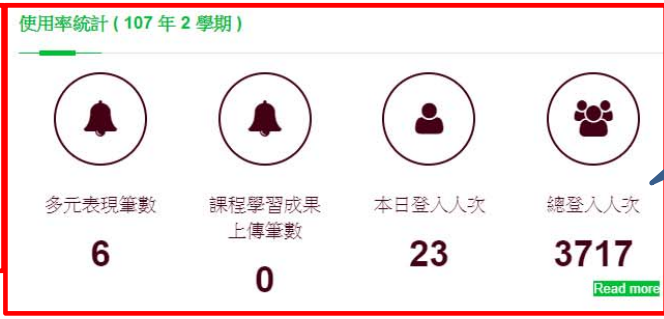 使用率統計 ( 107 年 2 學期 )
多元表現筆數
6
課程學習成果
上傳筆數
0
本日登入人次
23
總登入人次
3717
Read more